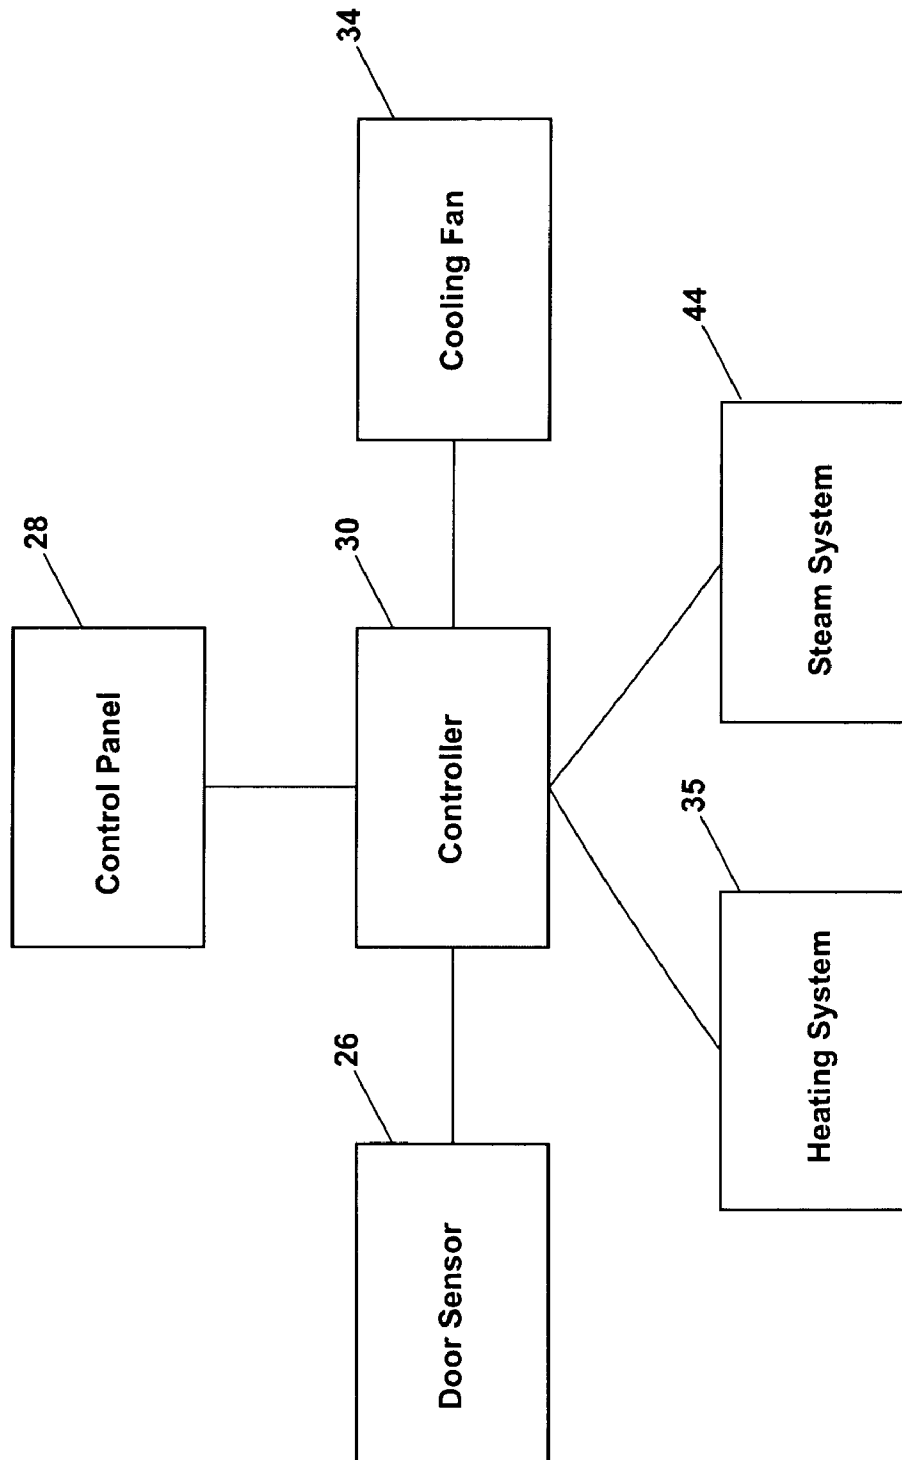 28
Control Panel
26
30
34
Door Sensor
Controller
Cooling Fan
35
44
Heating System
Steam System